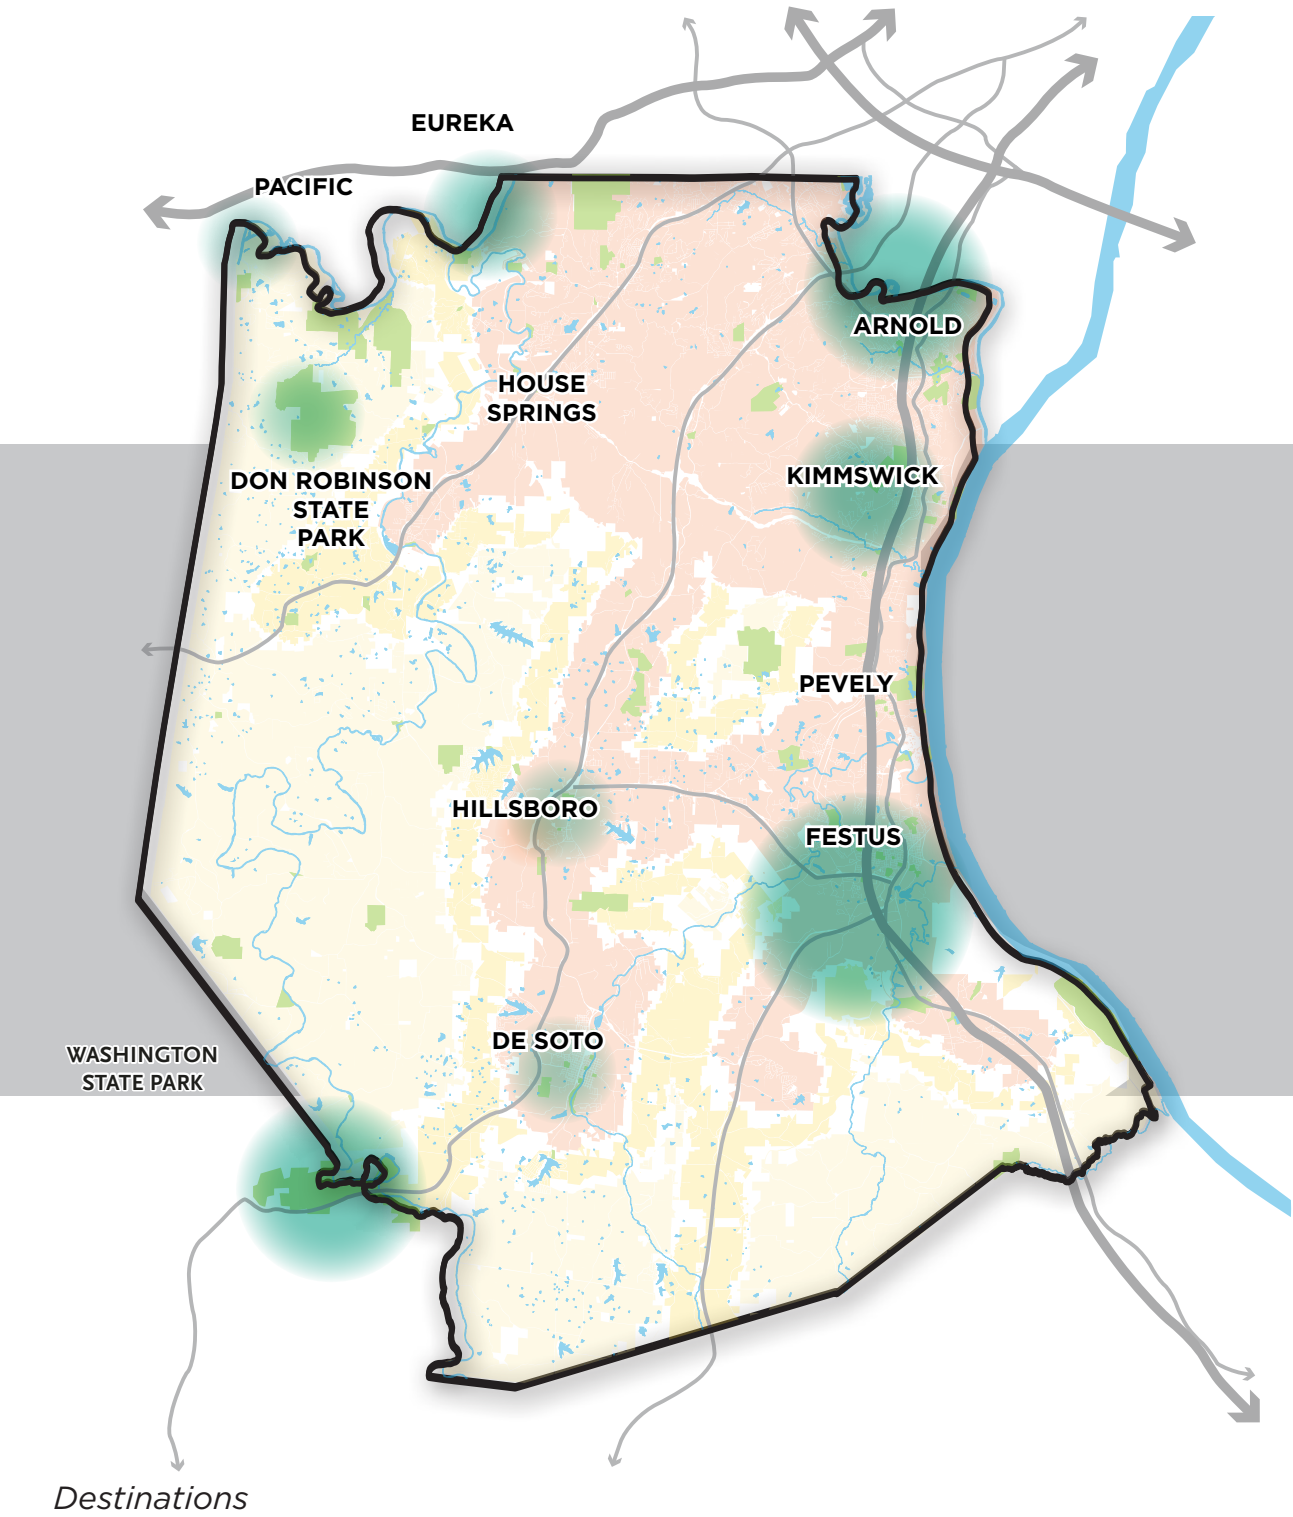 EUREKA
PACIFIC
ARNOLD
HOUSE
SPRINGS
KIMMSWICK
DON ROBINSON
STATE
PARK
PEVELY
HILLSBORO
FESTUS
DE SOTO
WASHINGTON
STATE PARK
Destinations